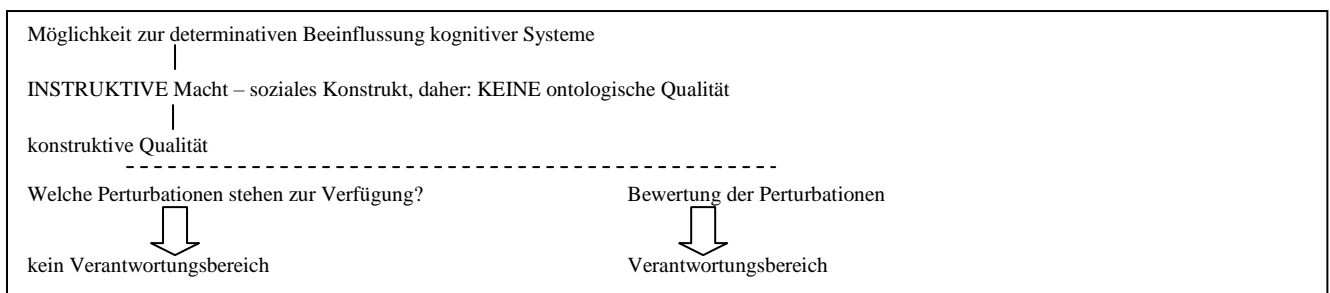 Möglichkeit zur determinativen Beeinflussung kognitiver Systeme
INSTRUKTIVE Macht – soziales Konstrukt, daher: KEINE ontologische Qualität
konstruktive Qualität
Welche Perturbationen stehen zur Verfügung? Bewertung der Perturbationen
kein Verantwortungsbereich Verantwortungsbereich